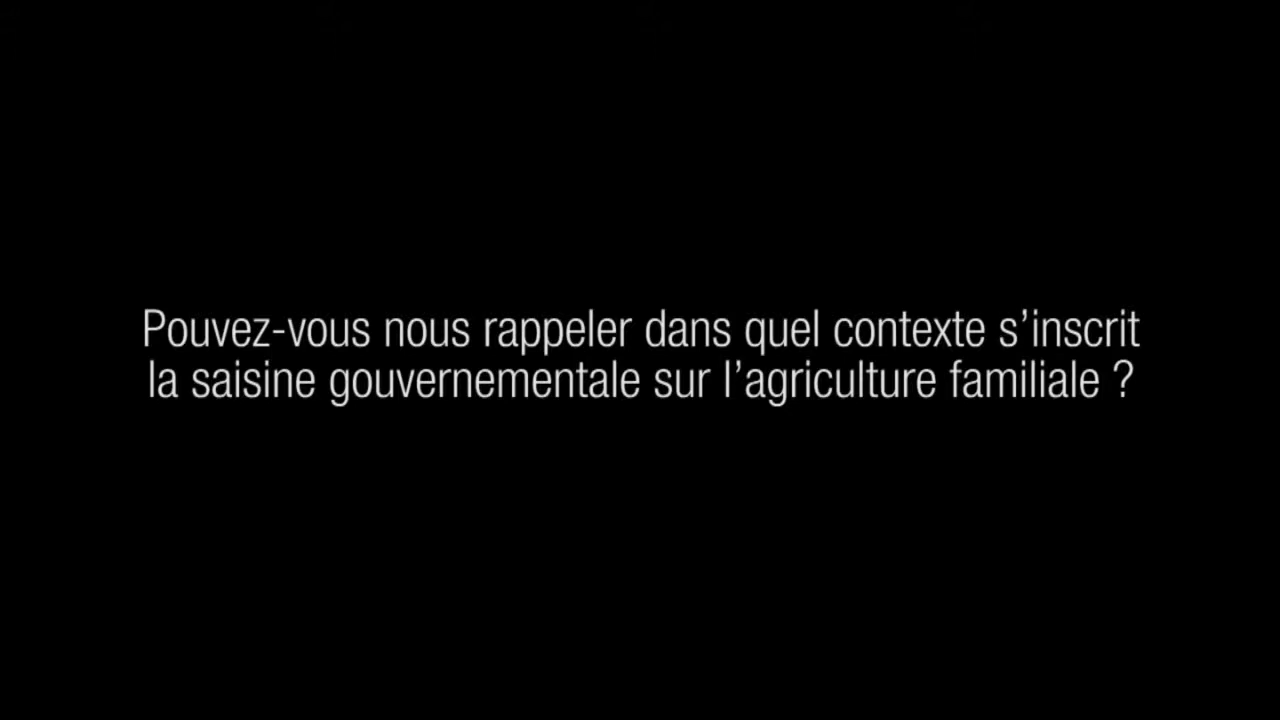 Pouvez-vous nous rappeler dans quel contexte s’inscrit
la saisine gouvernementale sur l’agriculture familiale ?